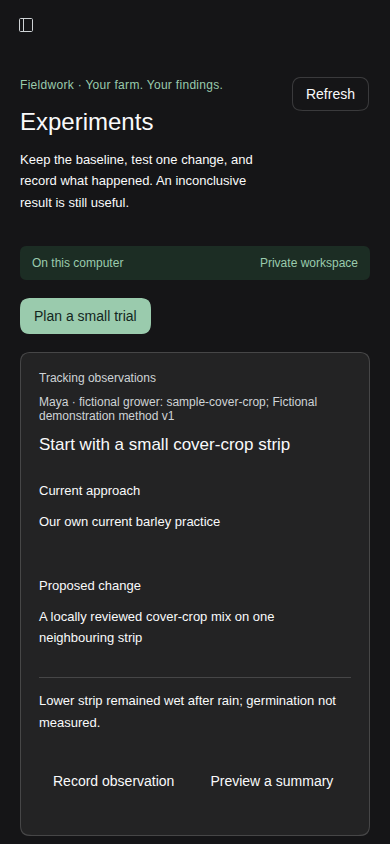 Fieldwork · Your farm. Your findings.
Refresh
Experiments
Keep the baseline, test one change, and
record what happened. An inconclusive
result is still useful.
On this computer
Private workspace
Plan a small trial
Tracking observations
Maya · fictional grower: sample-cover-crop; Fictional
demonstration method v1
Start with a small cover-crop strip
Current approach
Our own current barley practice
Proposed change
A locally reviewed cover-crop mix on one
neighbouring strip
Lower strip remained wet after rain; germination not
measured.
Record observation
Preview a summary